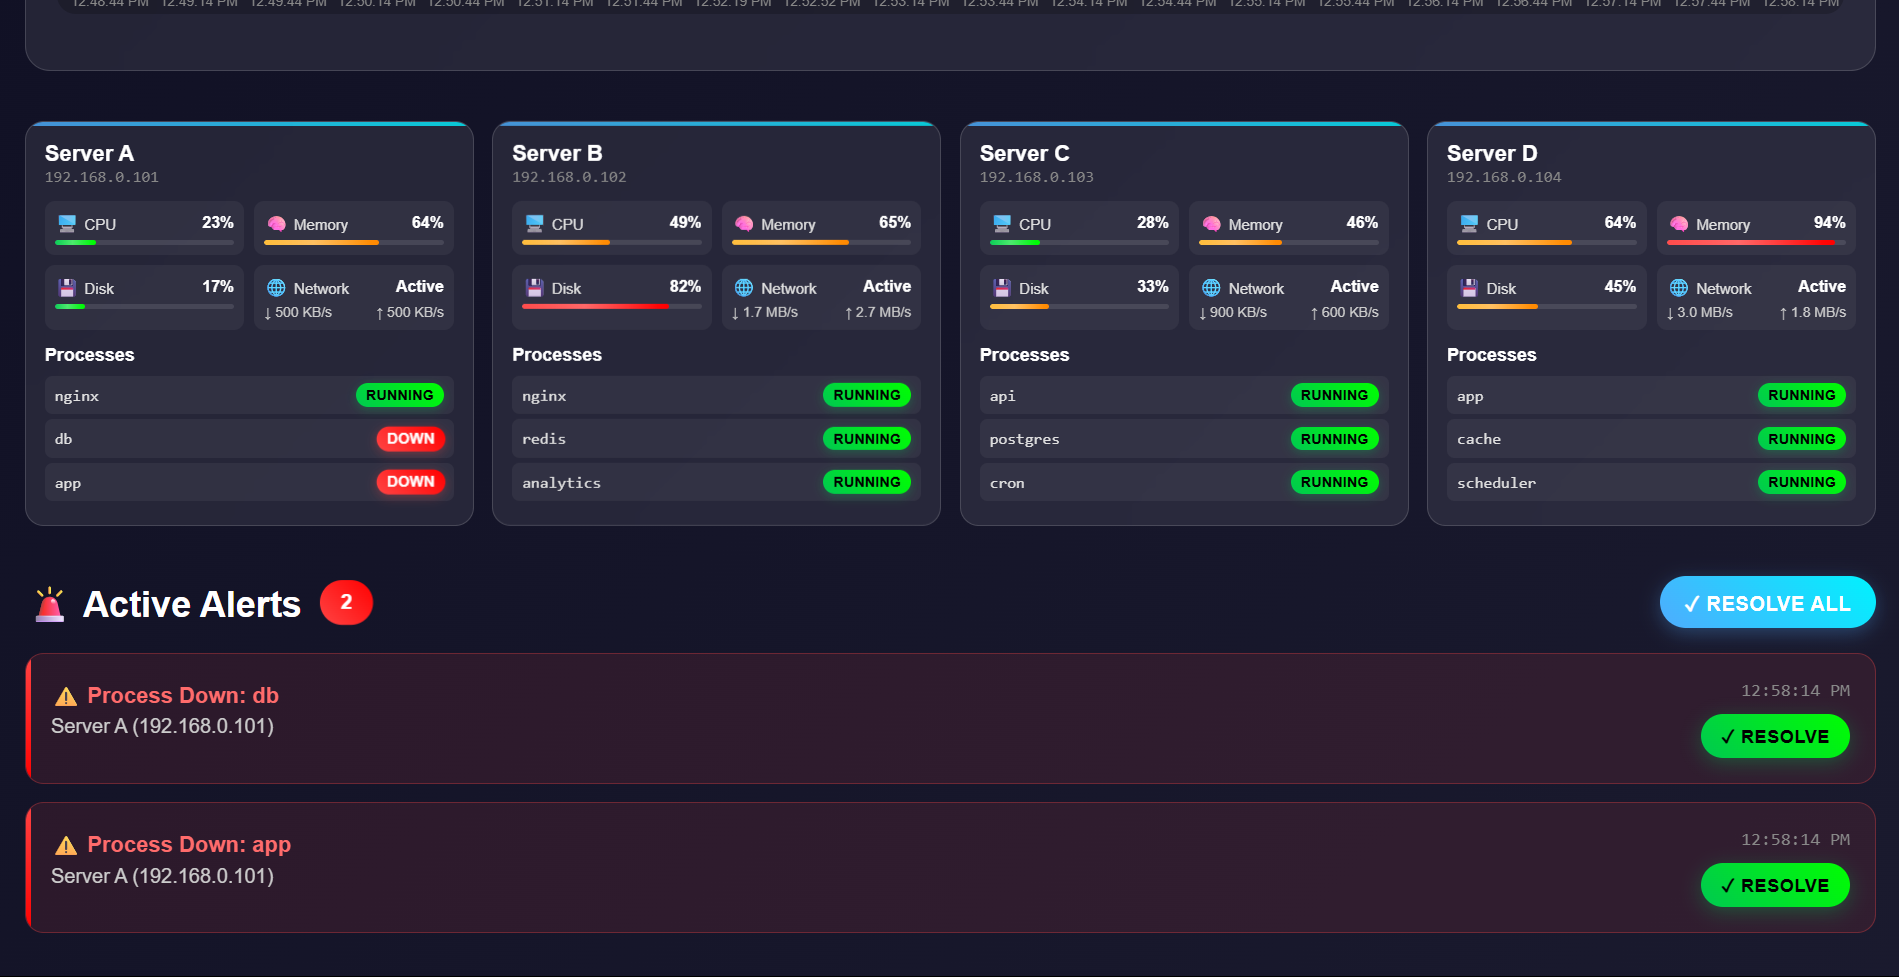 12:48:44 PM 12:49:14 PM 12:49:44 PM 12:50:14 PM 12:50:44 PM 12:51:14 PM 12:51:44 PM 12:52:19 PM 12:52:52 PM 12:53:14 PM 12:53:44 PM 12:54:14 PM 12:54:44 PM 12:55:14 PM 12:55:44 PM 12:56:14 PM 12:56:44 PM 12:57:14 PM 12:57:44 PM 12:58:14 PM
Server A
192.168.0.101
CPU 23%
Memory 64%
Disk 17%
Network Active
↓ 500 KB/s ↑ 500 KB/s
Processes
nginx RUNNING
db DOWN
app DOWN
Server B
192.168.0.102
CPU 49%
Memory 65%
Disk 82%
Network Active
↓ 1.7 MB/s ↑ 2.7 MB/s
Processes
nginx RUNNING
redis RUNNING
analytics RUNNING
Server C
192.168.0.103
CPU 28%
Memory 46%
Disk 33%
Network Active
↓ 900 KB/s ↑ 600 KB/s
Processes
api RUNNING
postgres RUNNING
cron RUNNING
Server D
192.168.0.104
CPU 64%
Memory 94%
Disk 45%
Network Active
↓ 3.0 MB/s ↑ 1.8 MB/s
Processes
app RUNNING
cache RUNNING
scheduler RUNNING
Active Alerts 2
✓ RESOLVE ALL
Process Down: db
Server A (192.168.0.101)
12:58:14 PM
✓ RESOLVE
Process Down: app
Server A (192.168.0.101)
12:58:14 PM
✓ RESOLVE